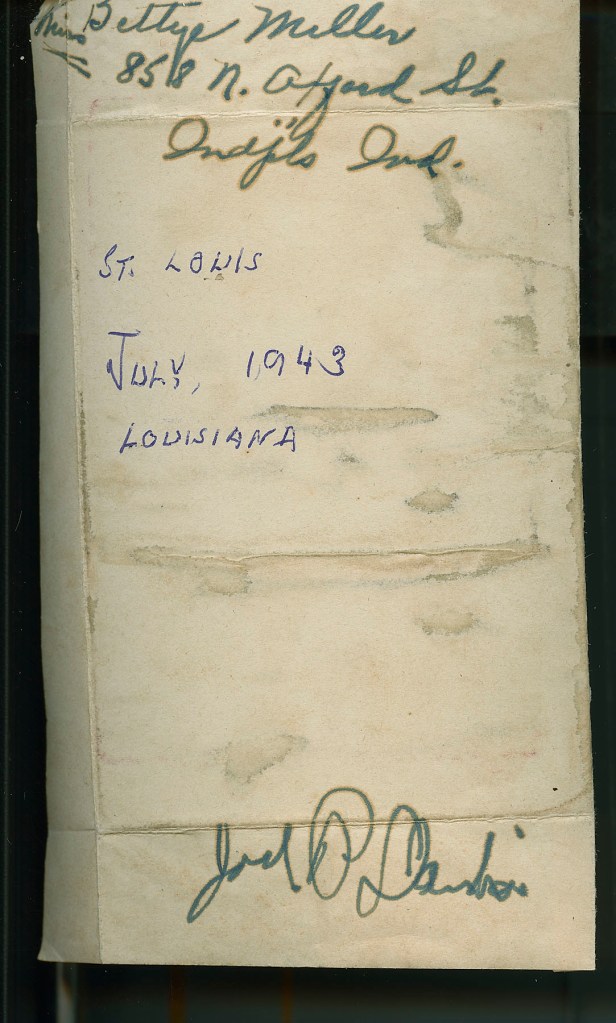 Miss Bettye Miller
858 N. Oxford St.
Indpls Ind.
ST. LOUIS
JULY, 1943
LOUISIANA
P.